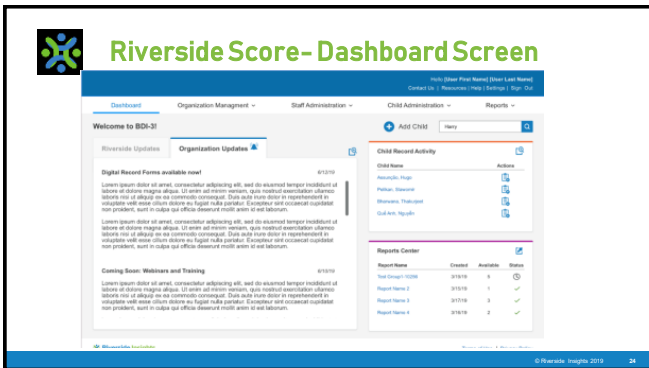 Riverside Score- Dashboard Screen
Hello [User First Name] [User Last Name]
Contact Us | Resources | Help | Settings | Sign Out
Dashboard Organization Managment Staff Administration Child Administration Reports
Welcome to BDI-3! Add Child Harry
Riverside Updates Organization Updates
Digital Record Forms available now! 6/12/19
Lorem ipsum dolor sit amet, consectetur adipiscing elit, sed do eiusmod tempor incididunt ut
labore et dolore magna aliqua. Ut enim ad minim veniam, quis nostrud exercitation ullamco
laboris nisi ut aliquip ex ea commodo consequat. Duis aute irure dolor in reprehenderit in
voluptate velit esse cillum dolore eu fugiat nulla pariatur. Excepteur sint occaecat cupidatat
non proident, sunt in culpa qui officia deserunt mollit anim id est laborum.
Lorem ipsum dolor sit amet, consectetur adipiscing elit, sed do eiusmod tempor incididunt ut
labore et dolore magna aliqua. Ut enim ad minim veniam, quis nostrud exercitation ullamco
laboris nisi ut aliquip ex ea commodo consequat. Duis aute irure dolor in reprehenderit in
voluptate velit esse cillum dolore eu fugiat nulla pariatur. Excepteur sint occaecat cupidatat
non proident, sunt in culpa qui officia deserunt mollit anim id est laborum.
Coming Soon: Webinars and Training
Lorem ipsum dolor sit amet, consectetur adipiscing elit, sed do eiusmod tempor incididunt ut
labore et dolore magna aliqua. Ut enim ad minim veniam, quis nostrud exercitation ullamco
laboris nisi ut aliquip ex ea commodo consequat. Duis aute irure dolor in reprehenderit in
voluptate velit esse cillum dolore eu fugiat nulla pariatur. Excepteur sint occaecat cupidatat
non proident, sunt in culpa qui officia deserunt mollit anim id est laborum.
Child Record Activity
Child Name Actions
Assunção, Hugo
Pelikan, Sławomir
Quế Anh, Nguyễn
Reports Center
Report Name Created Available Status
Report Name 2 3/15/19 1
Report Name 3 3/17/19 3
Report Name 4 3/18/19 2
© Riverside Insights 2019 24